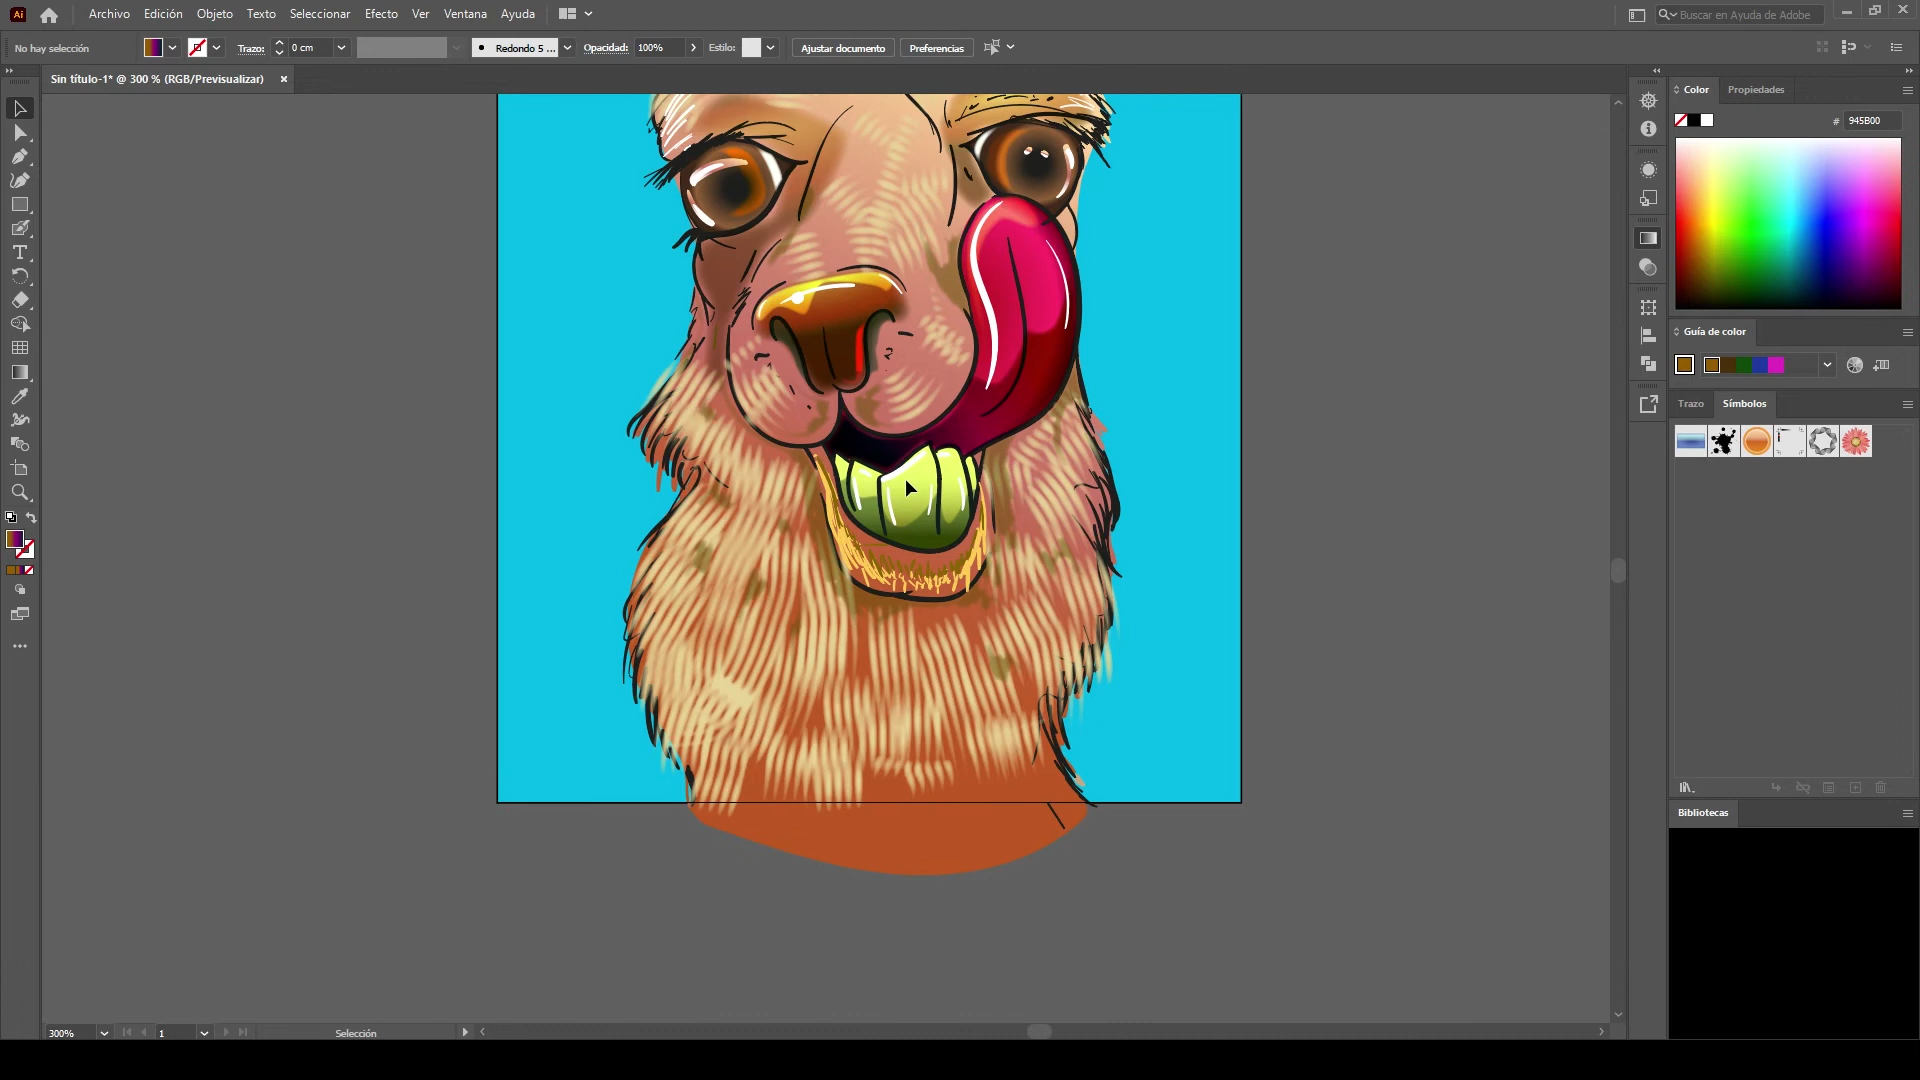 Ai Archivo Edición Objeto Texto Seleccionar Efecto Ver Ventana Ayuda Buscar en Ayuda de Adobe
No hay selección Trazo: 0 cm Redondo 5 ... Opacidad: 100% Estilo: Ajustar documento Preferencias
Sin título-1* @ 300 % (RGB/Previsualizar)
Color Propiedades
# 945B00
Guía de color
Trazo Símbolos
Bibliotecas
300% 1 Selección